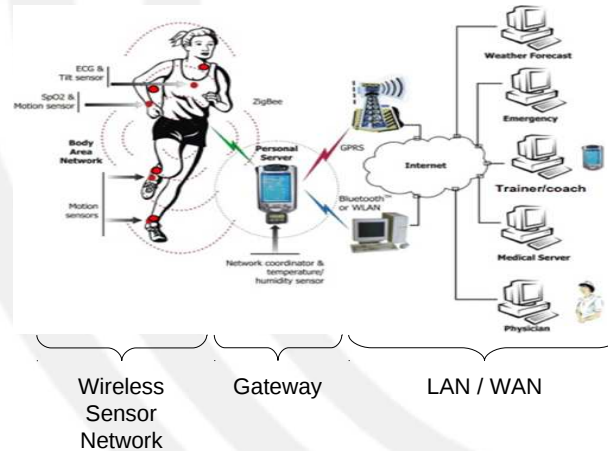 ECG &
Tilt sensor
SpO2 &
Motion sensor
Body
Area
Network
Motion
sensors
ZigBee
Personal
Server
Network coordinator &
temperature/
humidity sensor
GPRS
Bluetooth™
or WLAN
Internet
Weather Forecast
Emergency
Trainer/coach
Medical Server
Physician
Wireless
Sensor
Network
Gateway
LAN / WAN